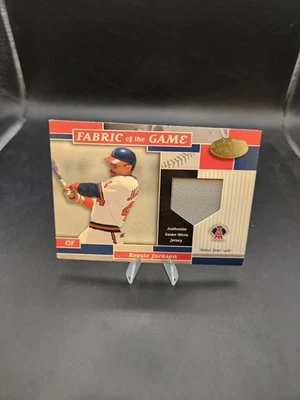 FABRIC of the GAME
Authentic
Game-Worn
Jersey
OF
Reggie Jackson